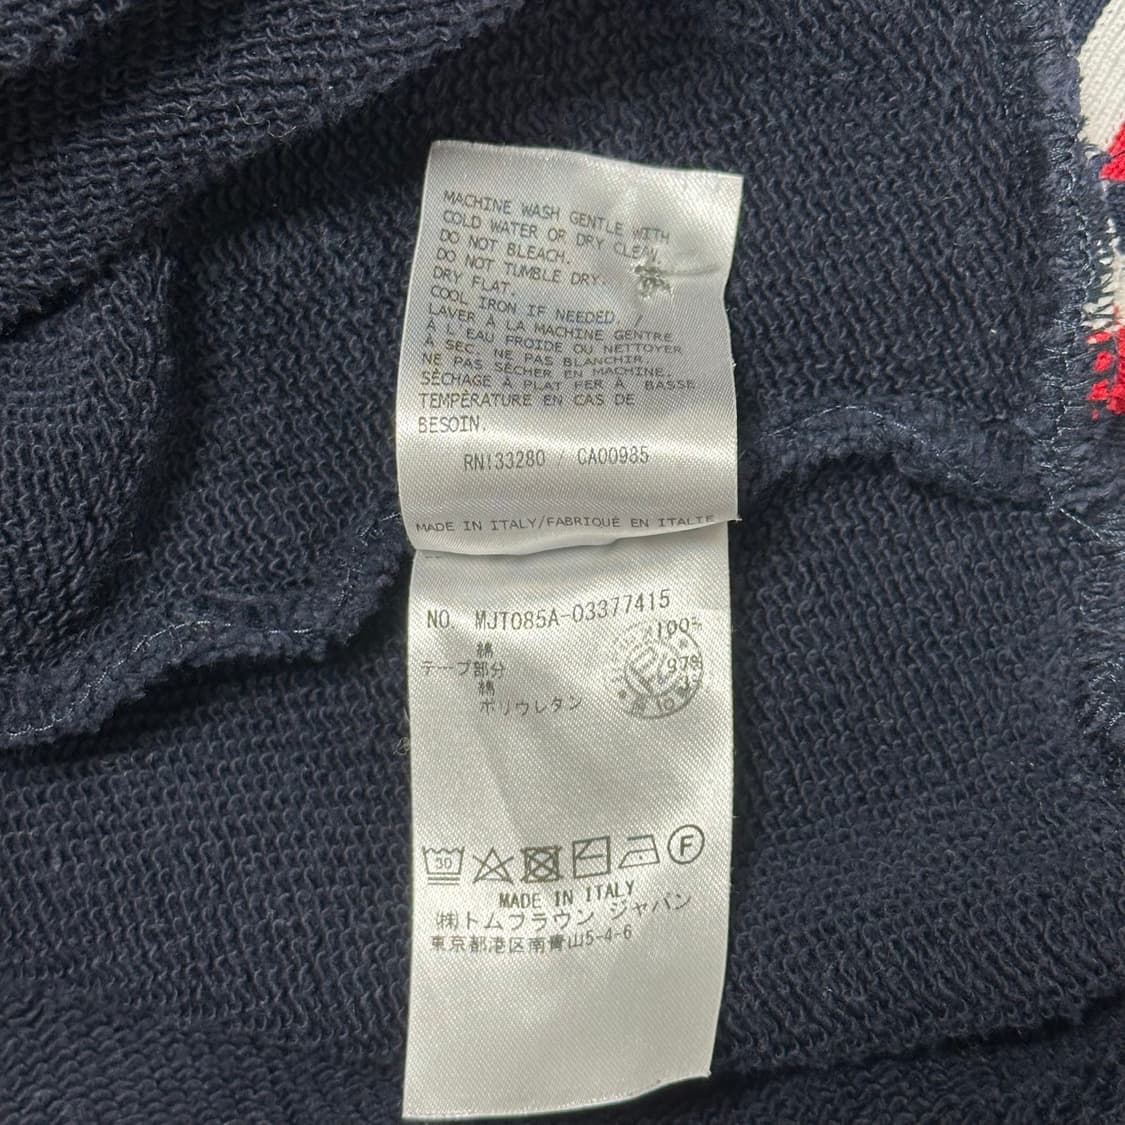 MACHINE WASH GENTLE WITH
COLD WATER OR DRY CLEAN.
DO NOT BLEACH.
DO NOT TUMBLE DRY.
DRY FLAT.
COOL IRON IF NEEDED /
LAVER À LA MACHINE GENTRE
À L'EAU FROIDE OU NETTOYER
À SEC. NE PAS BLANCHIR.
NE PAS SÉCHER EN MACHINE.
SÉCHAGE À PLAT FER À BASSE
TEMPÉRATURE EN CAS DE
BESOIN.
RN133280 / CA00985
MADE IN ITALY/FABRIQUÉ EN ITALIE
NO. MJT085A-03377415
綿 100%
テープ部分
綿 97%
ポリウレタン
30
F
MADE IN ITALY
(株)トムブラウン ジャパン
東京都港区南青山5-4-6